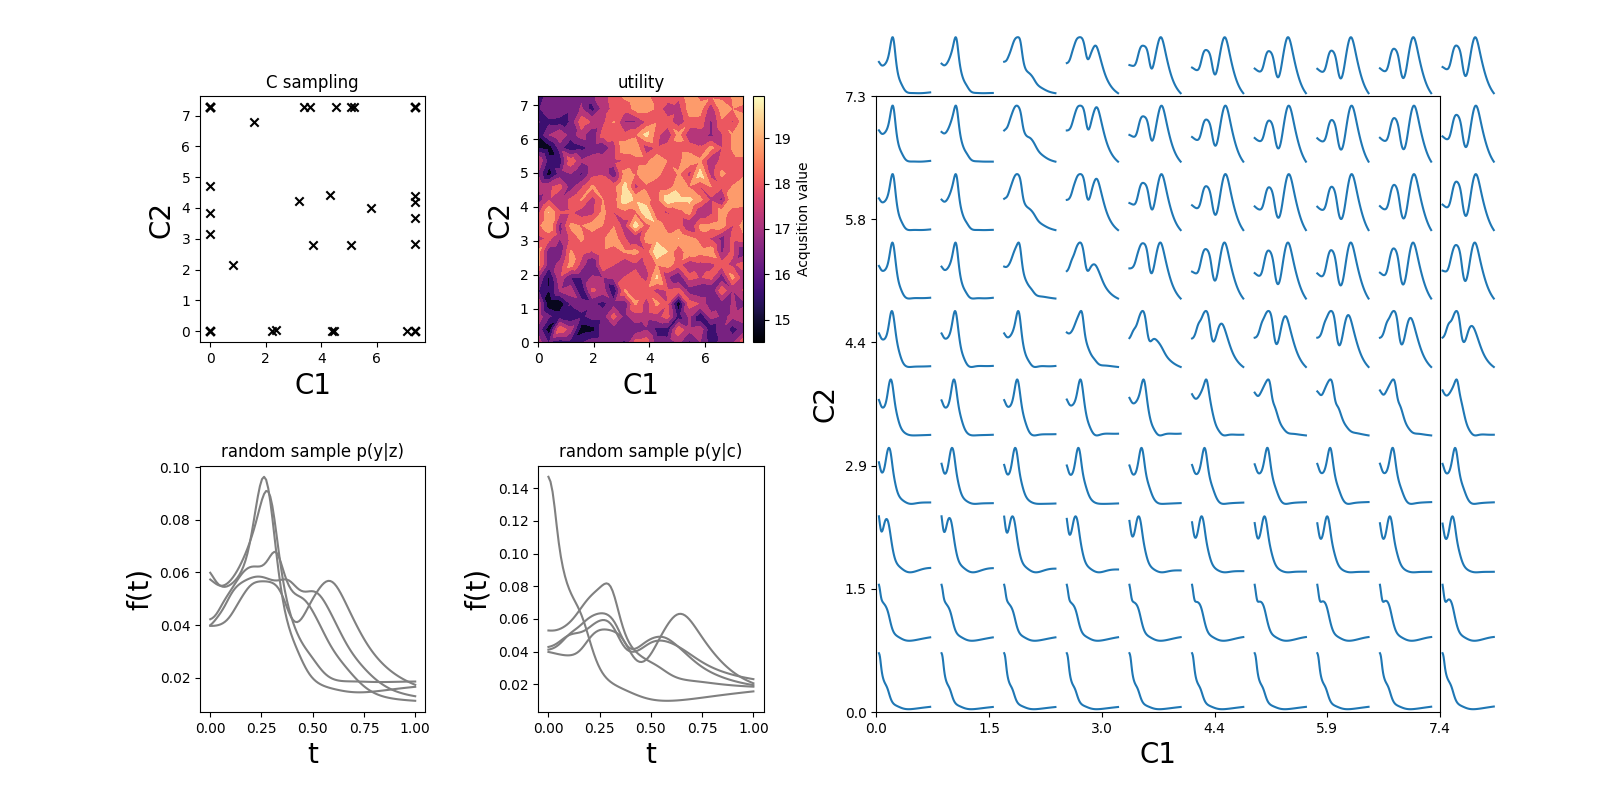 C sampling
7
6
5
4
3
2
1
0
C2
0 2 4 6
C1
utility
7
6
5
4
3
2
1
0
C2
0 2 4 6
C1
19
18
17
16
15
Acqusition value
random sample p(y|z)
0.10
0.08
0.06
0.04
0.02
f(t)
0.00 0.25 0.50 0.75 1.00
t
random sample p(y|c)
0.14
0.12
0.10
0.08
0.06
0.04
0.02
f(t)
0.00 0.25 0.50 0.75 1.00
t
7.3
5.8
4.4
2.9
1.5
0.0
C2
0.0 1.5 3.0 4.4 5.9 7.4
C1